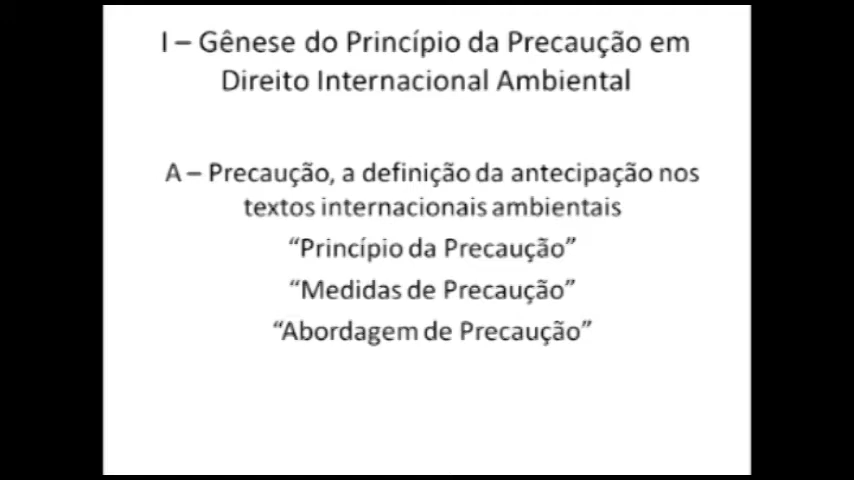 I – Gênese do Princípio da Precaução em
Direito Internacional Ambiental
A – Precaução, a definição da antecipação nos
textos internacionais ambientais
“Princípio da Precaução”
“Medidas de Precaução”
“Abordagem de Precaução”